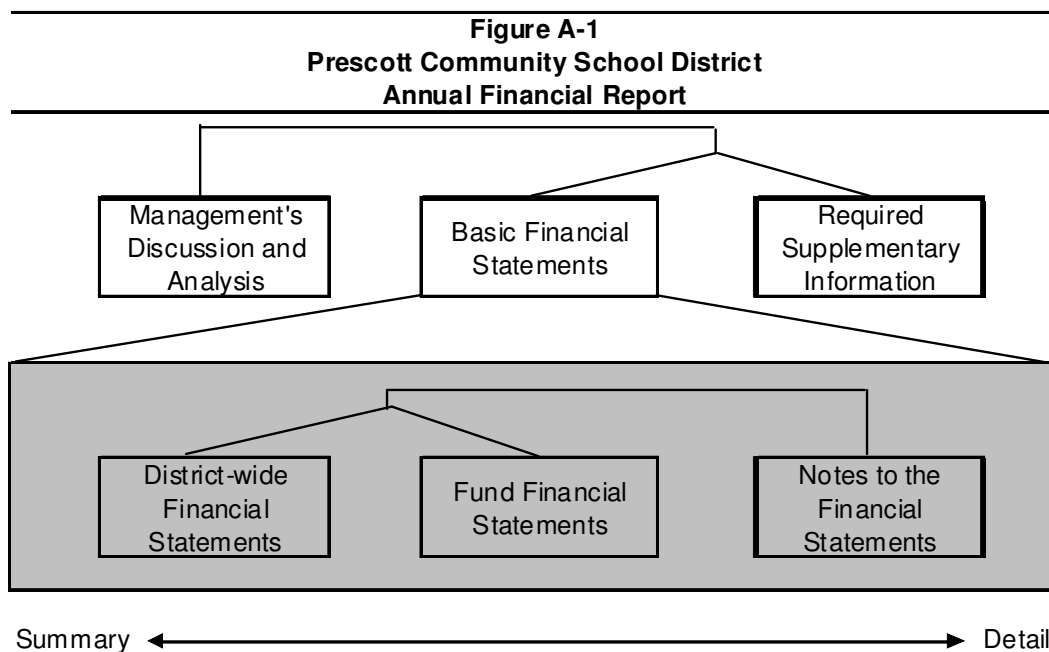 Figure A-1
Prescott Community School District
Annual Financial Report
Management's
Discussion and
Analysis
Basic Financial
Statements
Required
Supplementary
Information
District-wide
Financial
Statements
Fund Financial
Statements
Notes to the
Financial
Statements
Summary
Detail